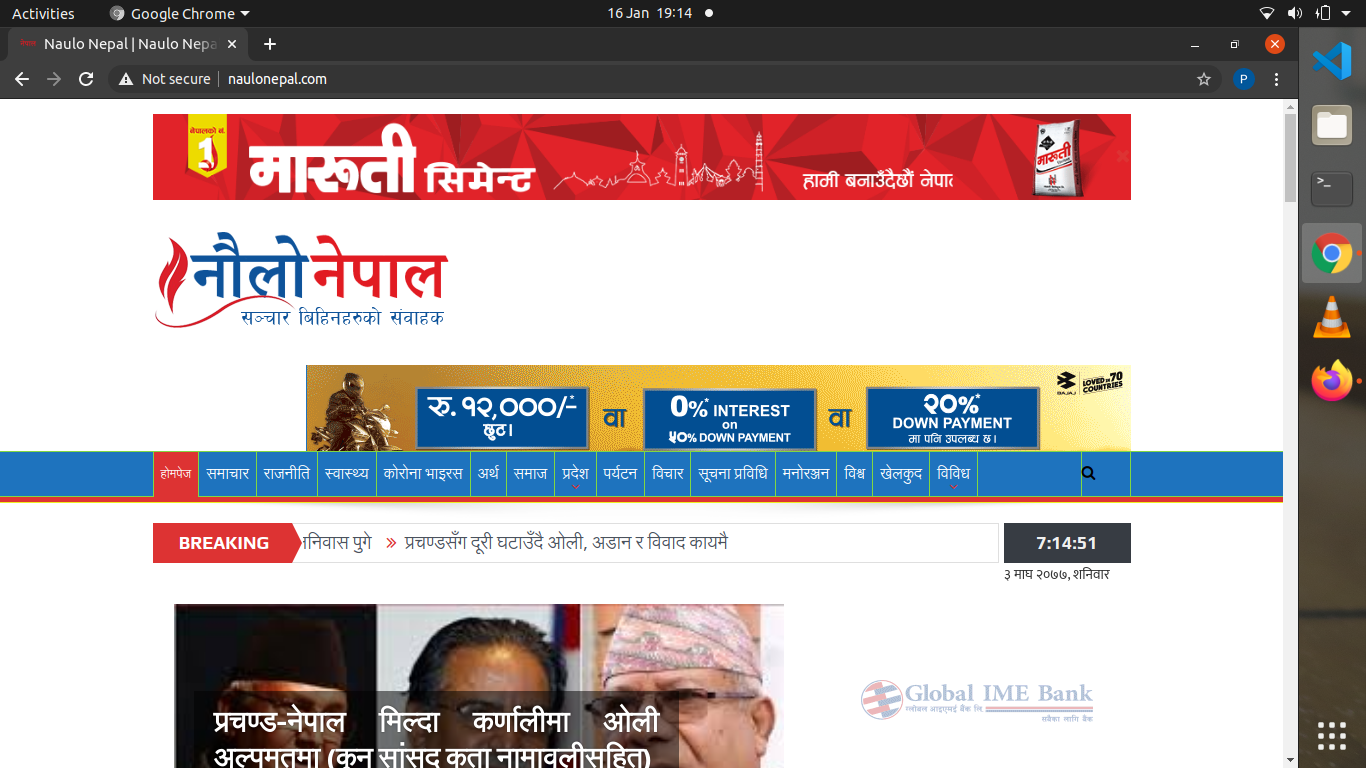 Activities Google Chrome 16 Jan 19:14
Naulo Nepal | Naulo Nepa
Not secure naulonepal.com P
नेपालको नं.
1
मारूती सिमेन्ट हामी बनाउँदैछौं नेपा
मारूती
नौलो नेपाल
सञ्चार बिहिनहरुको संवाहक
रु. १२,०००/-* छुट।
वा
0%* INTEREST
on
५०% DOWN PAYMENT
वा
२०%*
DOWN PAYMENT
मा पनि उपलब्ध छ।
BAJAJ
LOVED IN 70
COUNTRIES
होमपेज समाचार राजनीति स्वास्थ्य कोरोना भाइरस अर्थ समाज प्रदेश पर्यटन विचार सूचना प्रविधि मनोरञ्जन विश्व खेलकुद विविध
BREAKING निवास पुगे » प्रचण्डसँग दूरी घटाउँदै ओली, अडान र विवाद कायमै 7:14:51
३ माघ २०७७, शनिवार
प्रचण्ड-नेपाल मिल्दा कर्णालीमा ओली
अल्पमतमा (कुन सांसद कता नामावलीसहित)
Global IME Bank
ग्लोबल आइएमई बैंक लि.
सबैका लागि बैंक